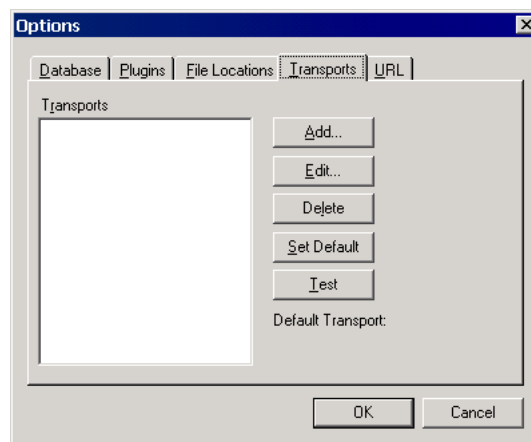 Options
Database Plugins File Locations Transports URL
Transports
Add...
Edit...
Delete
Set Default
Test
Default Transport:
OK Cancel